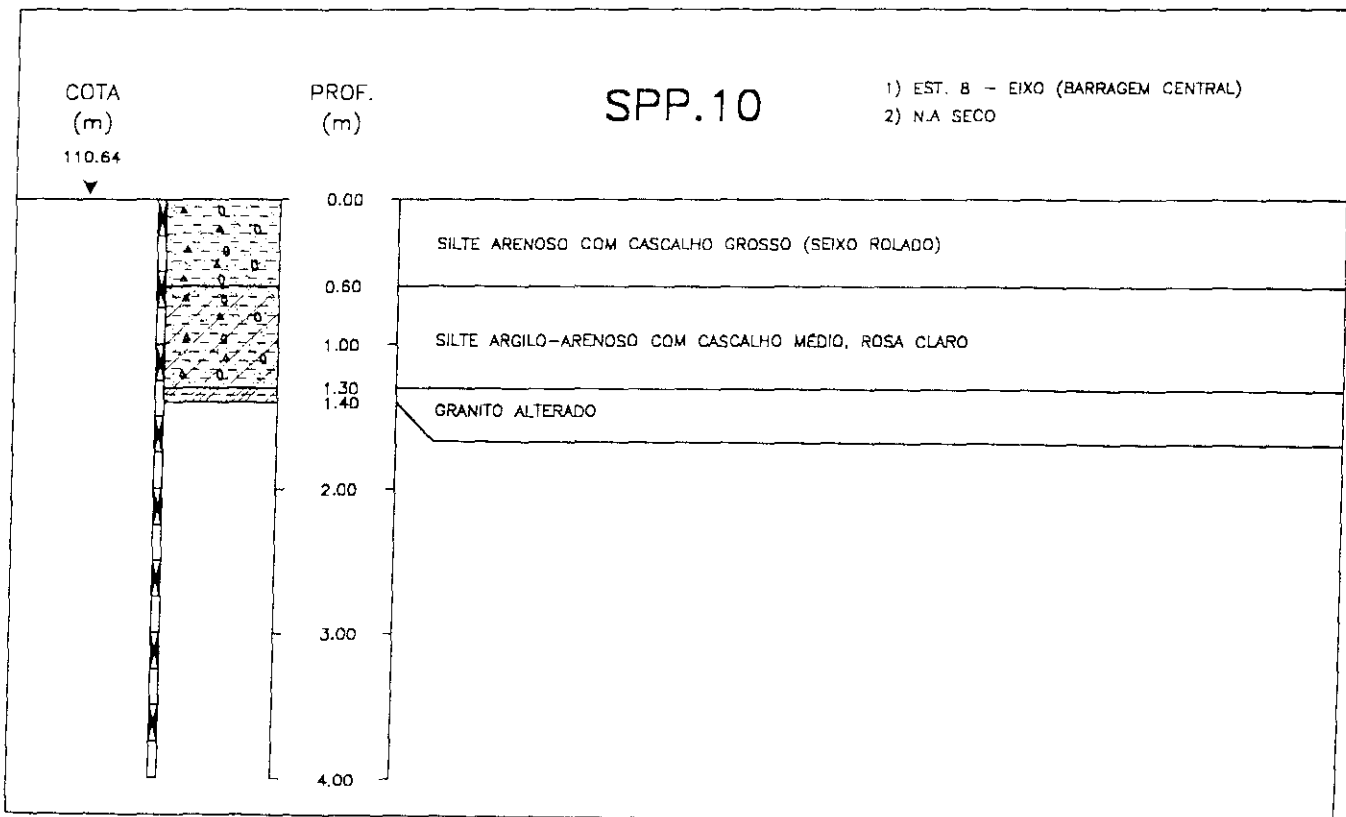 COTA
(m)
110.64
PROF.
(m)
SPP.10
1) EST. 8 - EIXO (BARRAGEM CENTRAL)
2) N.A SECO
0.00
SILTE ARENOSO COM CASCALHO GROSSO (SEIXO ROLADO)
0.60
1.00
SILTE ARGILO-ARENOSO COM CASCALHO MÉDIO, ROSA CLARO
1.30
1.40
GRANITO ALTERADO
2.00
3.00
4.00